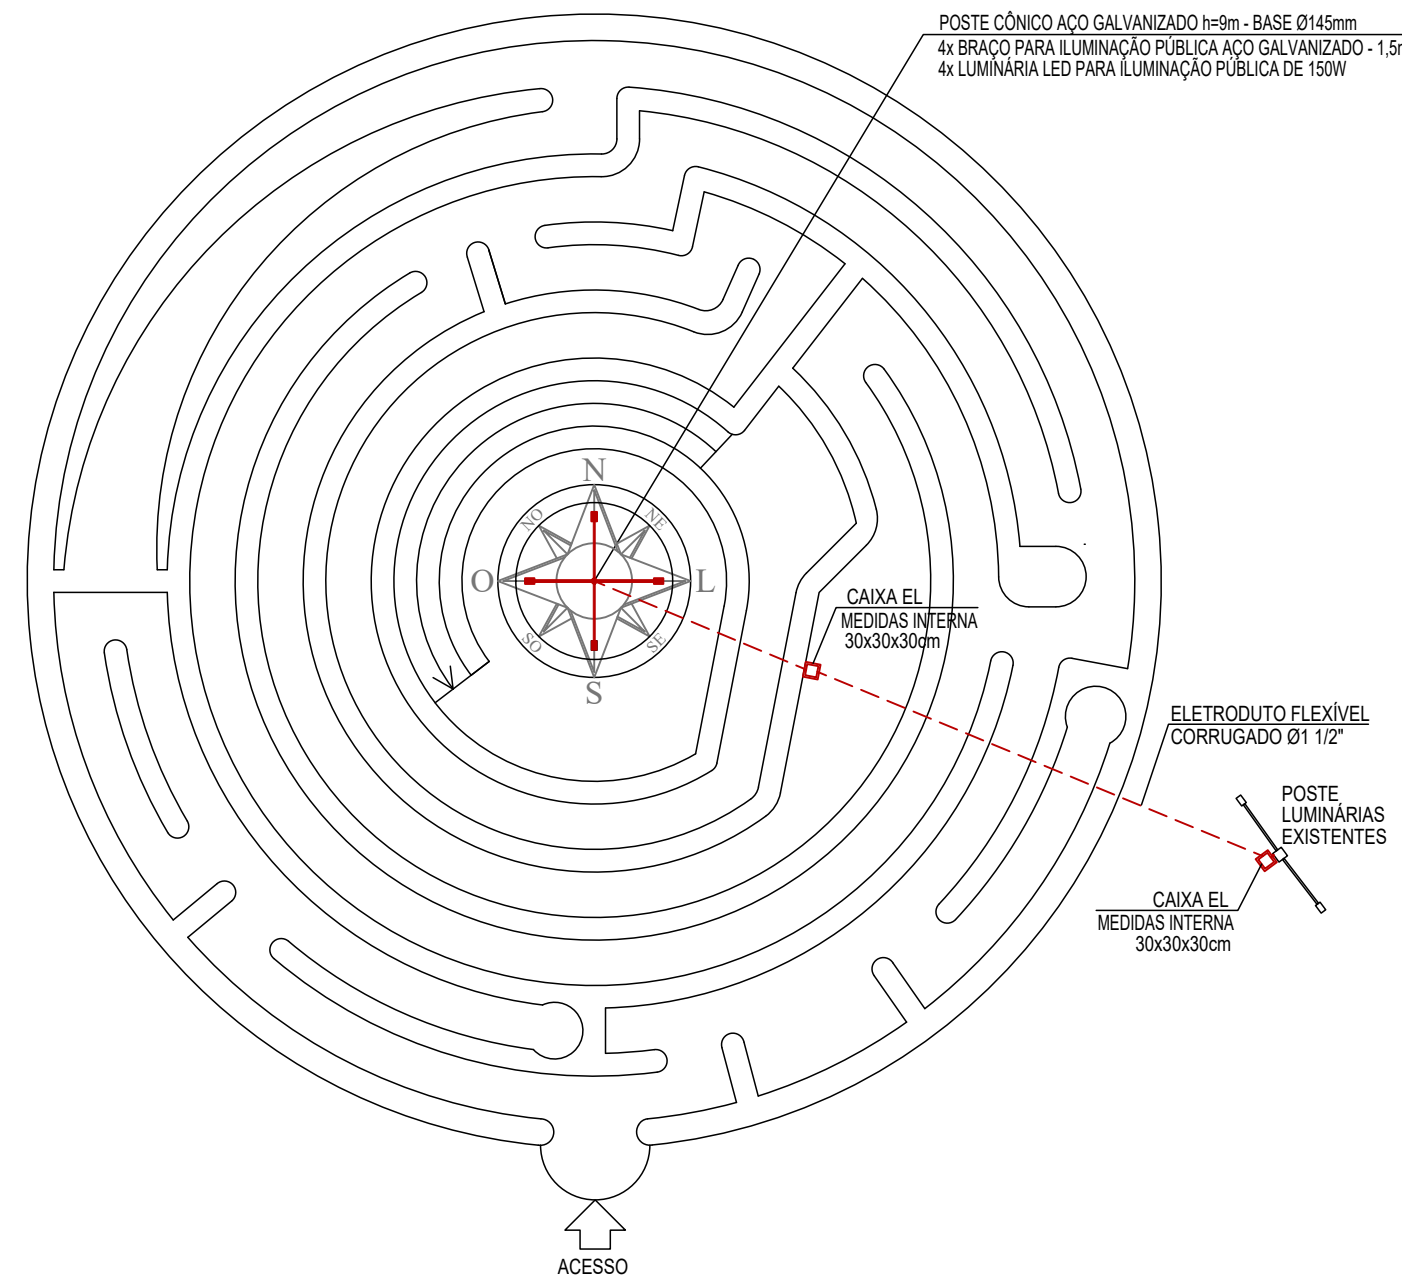 POSTE CÔNICO AÇO GALVANIZADO h=9m - BASE Ø145mm
4x BRAÇO PARA ILUMINAÇÃO PÚBLICA AÇO GALVANIZADO - 1,5
4x LUMINÁRIA LED PARA ILUMINAÇÃO PÚBLICA DE 150W
N
NO
NE
O
L
SO
SE
S
CAIXA EL
MEDIDAS INTERNA
30x30x30cm
ELETRODUTO FLEXÍVEL
CORRUGADO Ø1 1/2"
POSTE
LUMINÁRIAS
EXISTENTES
CAIXA EL
MEDIDAS INTERNA
30x30x30cm
ACESSO